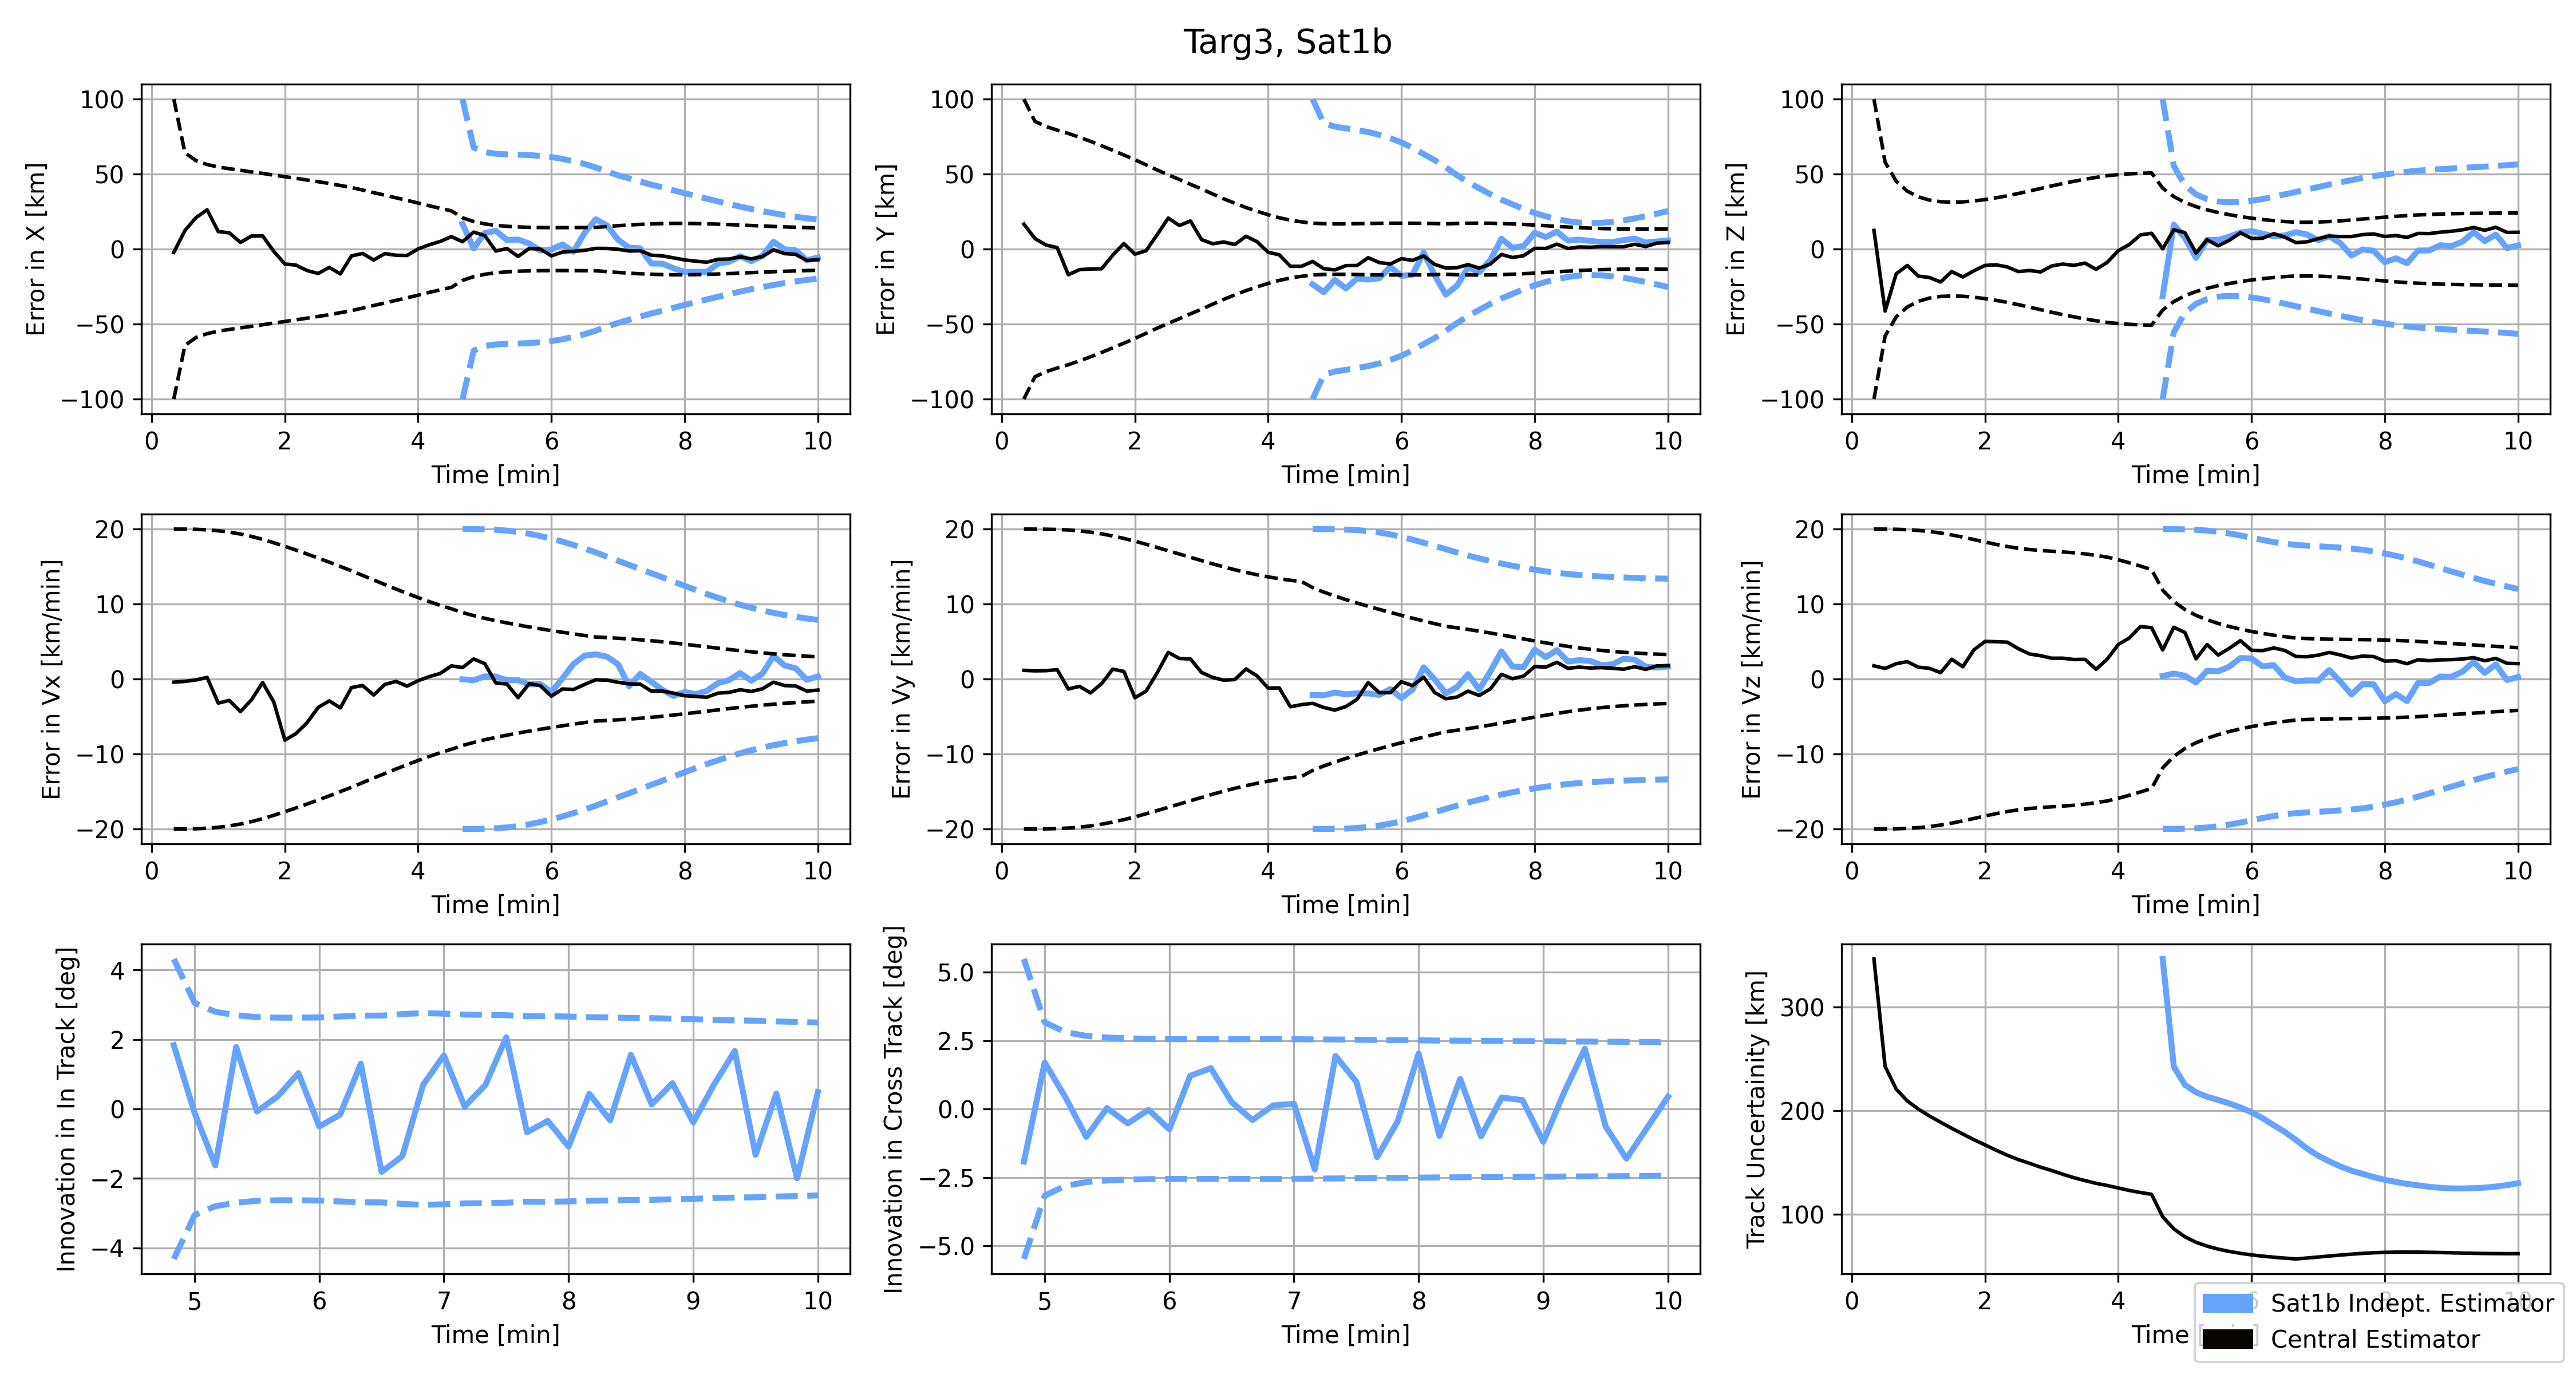 Targ3, Sat1b
Error in X [km]
100
50
0
−50
−100
0 2 4 6 8 10
Time [min]
Error in Y [km]
100
50
0
−50
−100
0 2 4 6 8 10
Time [min]
Error in Z [km]
100
50
0
−50
−100
0 2 4 6 8 10
Time [min]
Error in Vx [km/min]
20
10
0
−10
−20
0 2 4 6 8 10
Time [min]
Error in Vy [km/min]
20
10
0
−10
−20
0 2 4 6 8 10
Time [min]
Error in Vz [km/min]
20
10
0
−10
−20
0 2 4 6 8 10
Time [min]
Innovation in In Track [deg]
4
2
0
−2
−4
5 6 7 8 9 10
Time [min]
Innovation in Cross Track [deg]
5.0
2.5
0.0
−2.5
−5.0
5 6 7 8 9 10
Time [min]
Track Uncertainity [km]
300
200
100
0 2 4 6 8 10
Time
Sat1b Indept. Estimator
Central Estimator